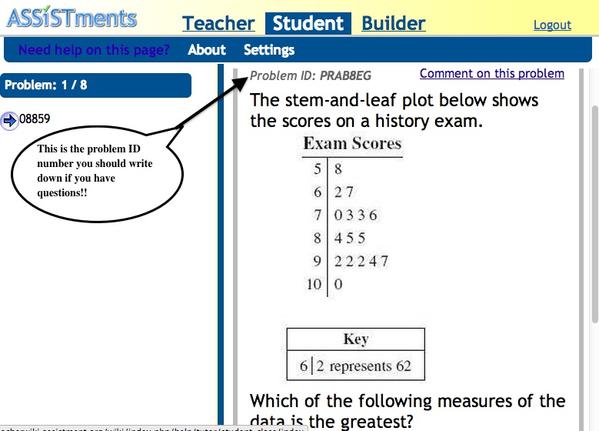 ASSiSTments
Teacher Student Builder
Logout
Need help on this page? About Settings
Problem: 1 / 8
08859
This is the problem ID
number you should write
down if you have
questions!!
Problem ID: PRAB8EG
Comment on this problem
The stem-and-leaf plot below shows
the scores on a history exam.
Exam Scores
5 | 8
6 | 2 7
7 | 0 3 3 3 6
8 | 4 5 5
9 | 2 2 2 4 7
10 | 0
Key
6 | 2 represents 62
Which of the following measures of the
data is the greatest?